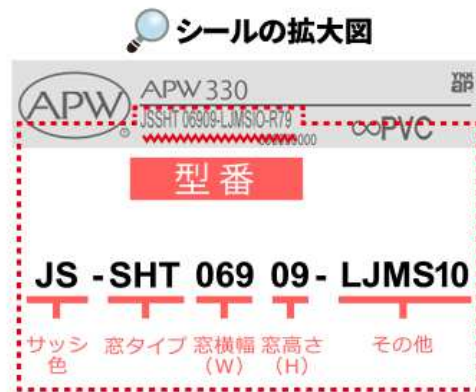 シールの拡大図
APW
APW 330
YKK
ap
JSSHT 06909-LJMSIO-R79
∞PVC
型番
JS - SHT 069 09 - LJMS10
サッシ色 窓タイプ 窓横幅(W) 窓高さ(H) その他